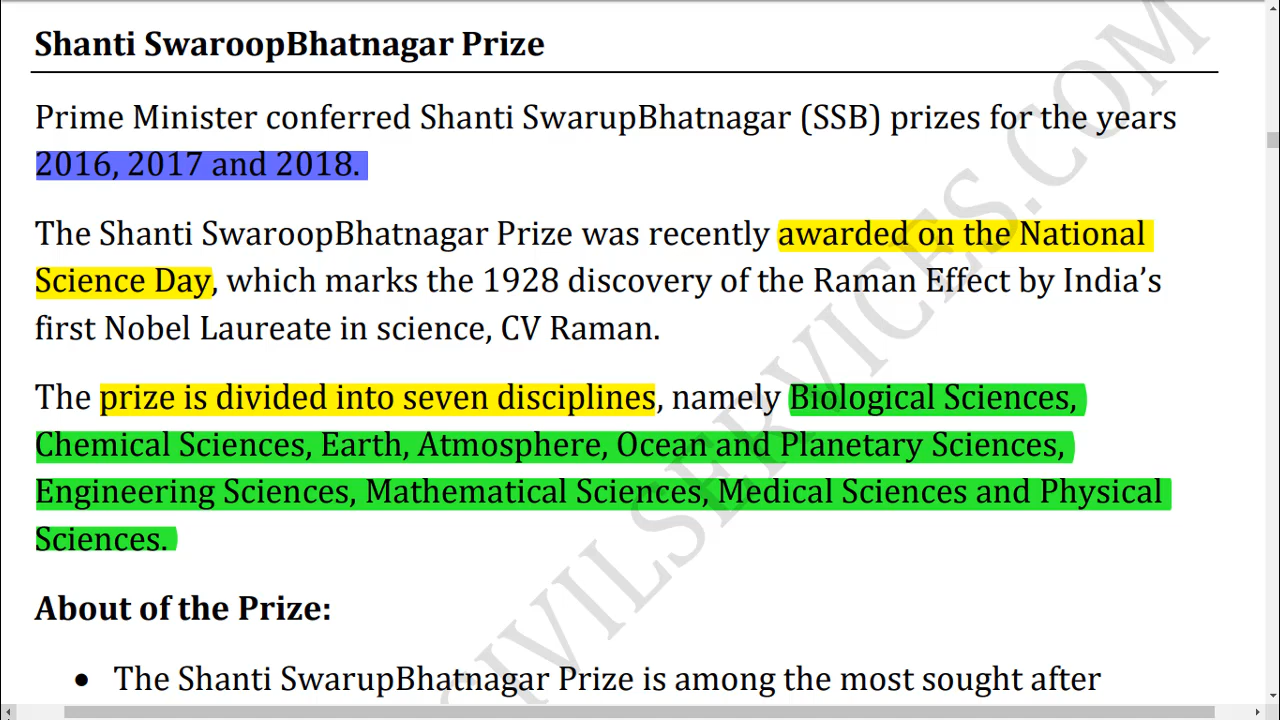 Shanti SwaroopBhatnagar Prize
Prime Minister conferred Shanti SwarupBhatnagar (SSB) prizes for the years
2016, 2017 and 2018.
The Shanti SwaroopBhatnagar Prize was recently awarded on the National
Science Day, which marks the 1928 discovery of the Raman Effect by India’s
first Nobel Laureate in science, CV Raman.
The prize is divided into seven disciplines, namely Biological Sciences,
Chemical Sciences, Earth, Atmosphere, Ocean and Planetary Sciences,
Engineering Sciences, Mathematical Sciences, Medical Sciences and Physical
Sciences.
About of the Prize:
• The Shanti SwarupBhatnagar Prize is among the most sought after
CIVILSERVICES.COM